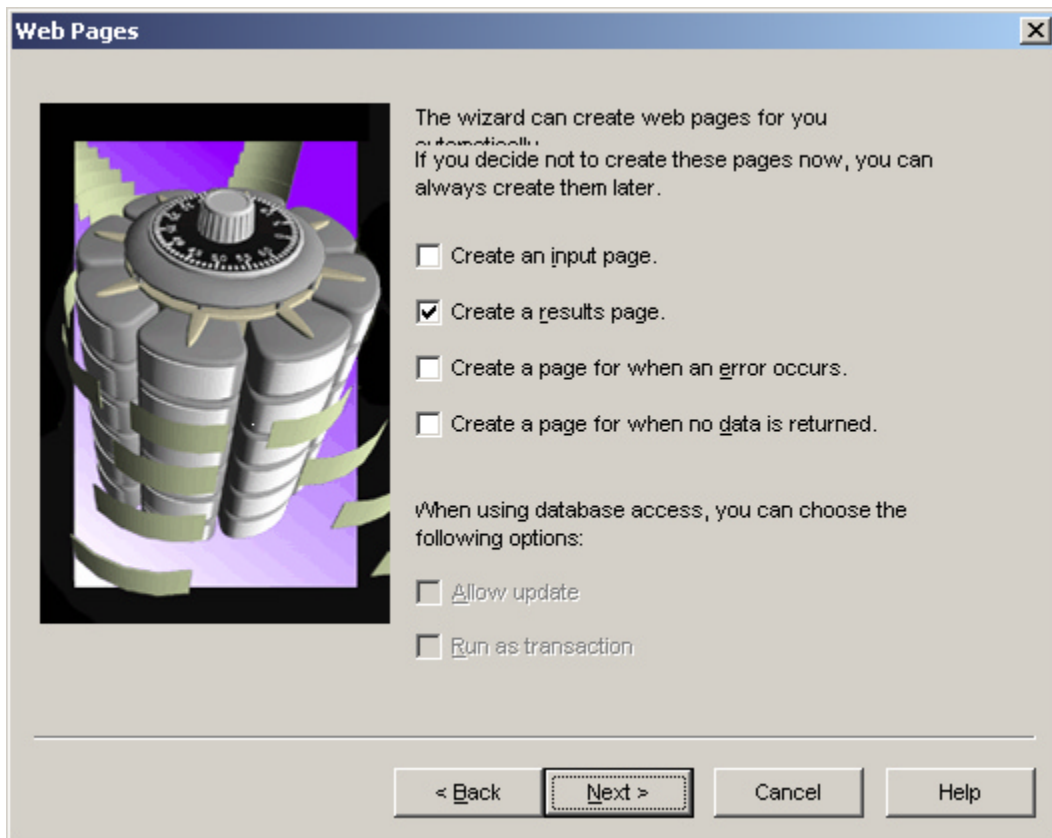 Web Pages
The wizard can create web pages for you
automatically.
If you decide not to create these pages now, you can
always create them later.
Create an input page.
Create a results page.
Create a page for when an error occurs.
Create a page for when no data is returned.
When using database access, you can choose the
following options:
Allow update
Run as transaction
< Back
Next >
Cancel
Help